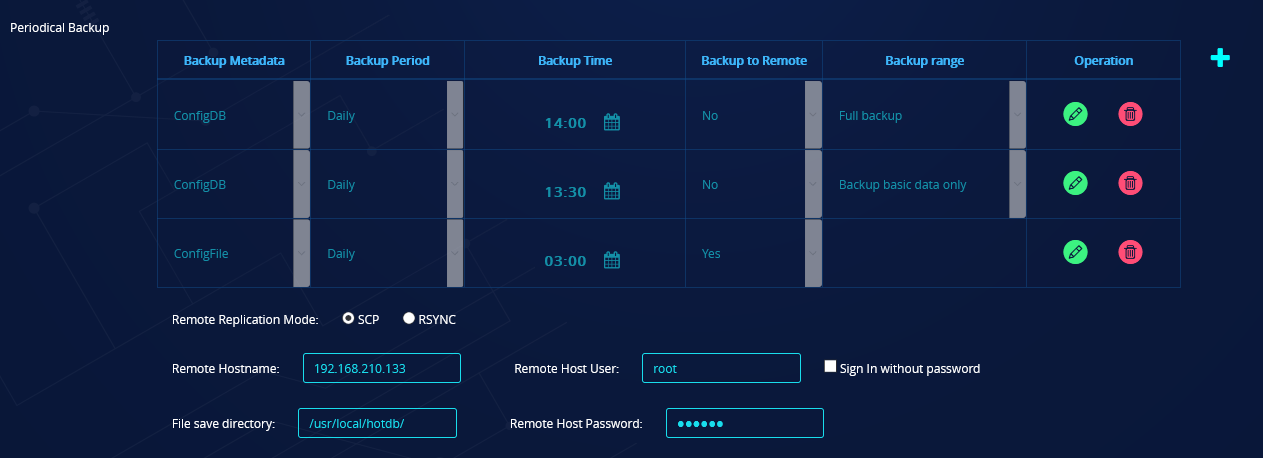 Periodical Backup
Backup Metadata Backup Period Backup Time Backup to Remote Backup range Operation
ConfigDB Daily 14:00 No Full backup
ConfigDB Daily 13:30 No Backup basic data only
ConfigFile Daily 03:00 Yes
Remote Replication Mode: SCP RSYNC
Remote Hostname: 192.168.210.133 Remote Host User: root Sign In without password
File save directory: /usr/local/hotdb/ Remote Host Password: ●●●●●●